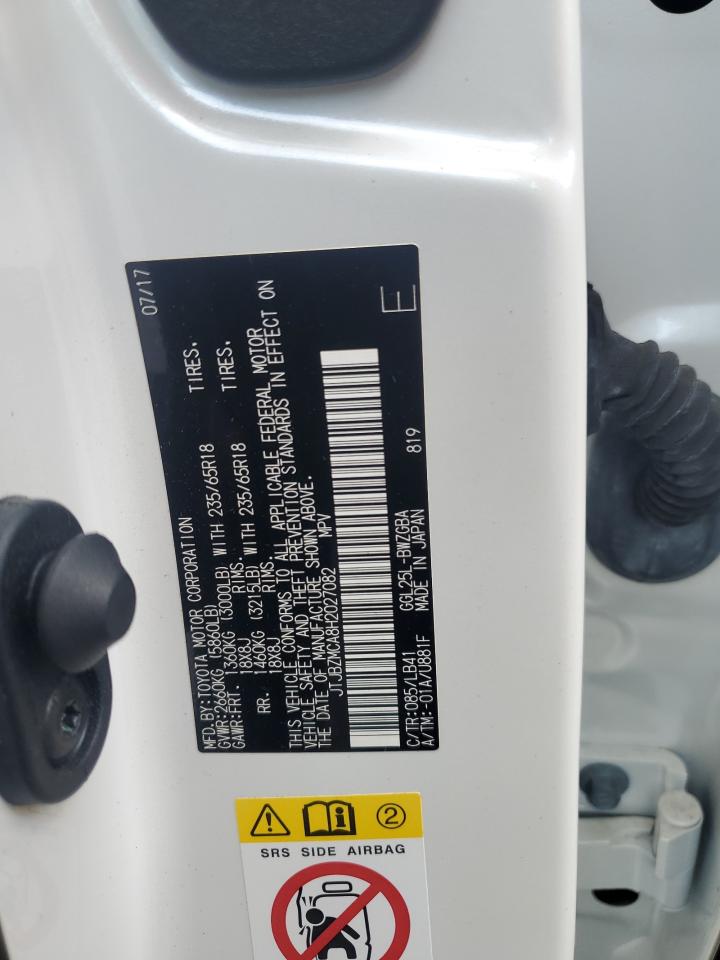 MFD.BY:TOYOTA MOTOR CORPORATION 07/17
GVWR:2660KG (5860LB)
GAWR:FRT. 1360KG (3000LB) WITH 235/65R18 TIRES.
18X8J RIMS.
RR. 1460KG (3215LB) WITH 235/65R18 TIRES.
18X8J RIMS.
THIS VEHICLE CONFORMS TO ALL APPLICABLE FEDERAL MOTOR
VEHICLE SAFETY AND THEFT PREVENTION STANDARDS IN EFFECT ON
THE DATE OF MANUFACTURE SHOWN ABOVE.
JTJBZMCA8H2027082 MPV
E
C/TR:085/LB41 GGL25L-BWZGBA 819
A/TM:-01A/U881F MADE IN JAPAN
2
SRS SIDE AIRBAG